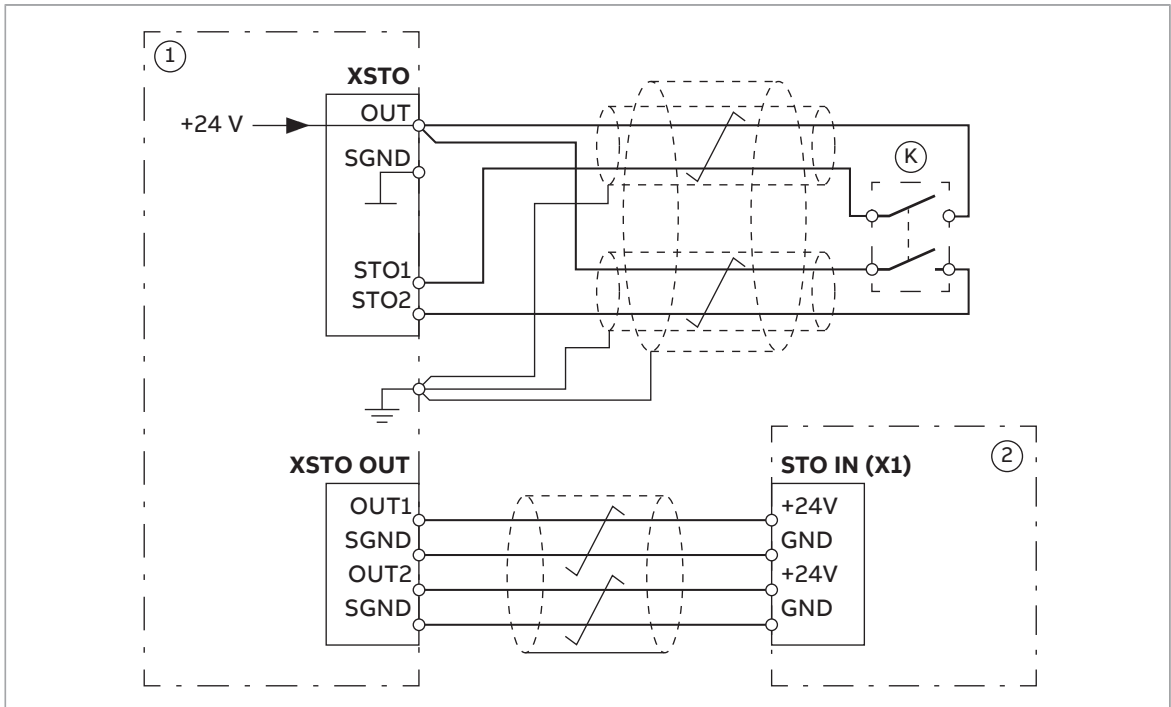 1
XSTO
OUT
+24 V
SGND
K
STO1
STO2
XSTO OUT
OUT1
SGND
OUT2
SGND
2
STO IN (X1)
+24V
GND
+24V
GND